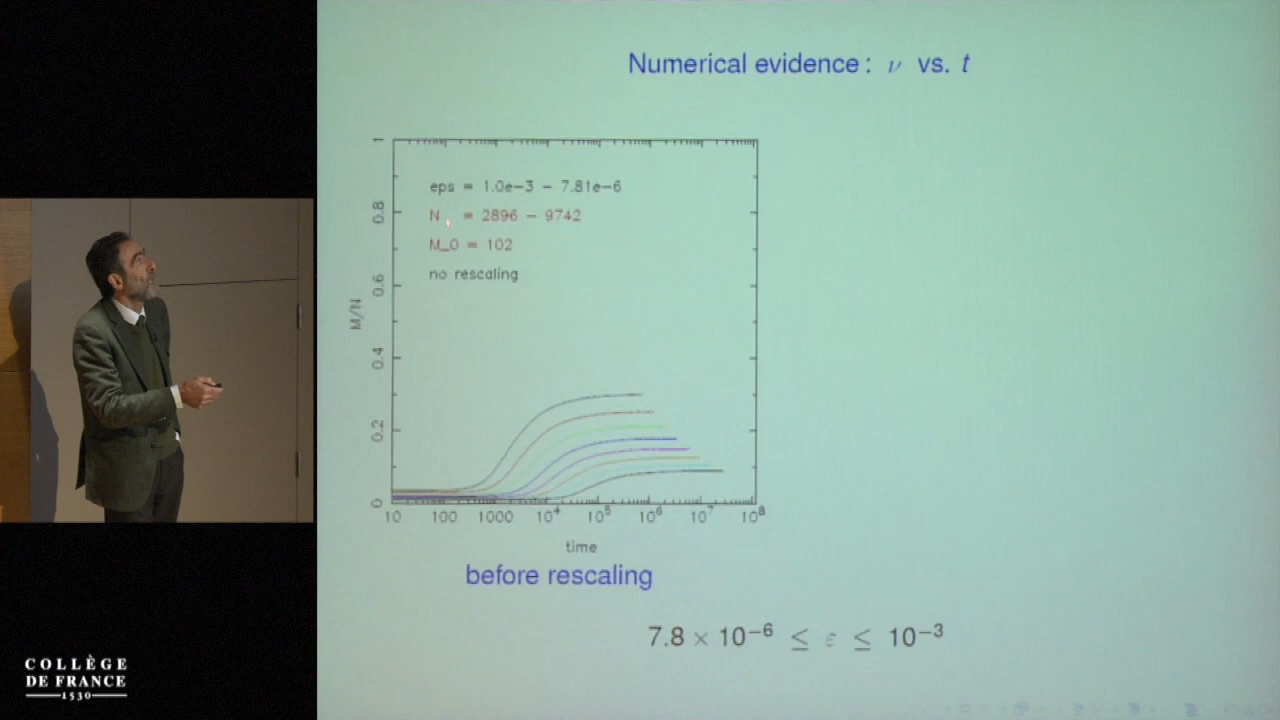 Numerical evidence : ν vs. t
eps = 1.0e-3 - 7.81e-6
N = 2896 - 9742
M_0 = 102
no rescaling
1
0.8
0.6
0.4
0.2
0
M/N
10 100 1000 10⁴ 10⁵ 10⁶ 10⁷ 10⁸
time
before rescaling
7.8 × 10⁻⁶ ≤ ε ≤ 10⁻³
COLLÈGE
DE FRANCE
1530